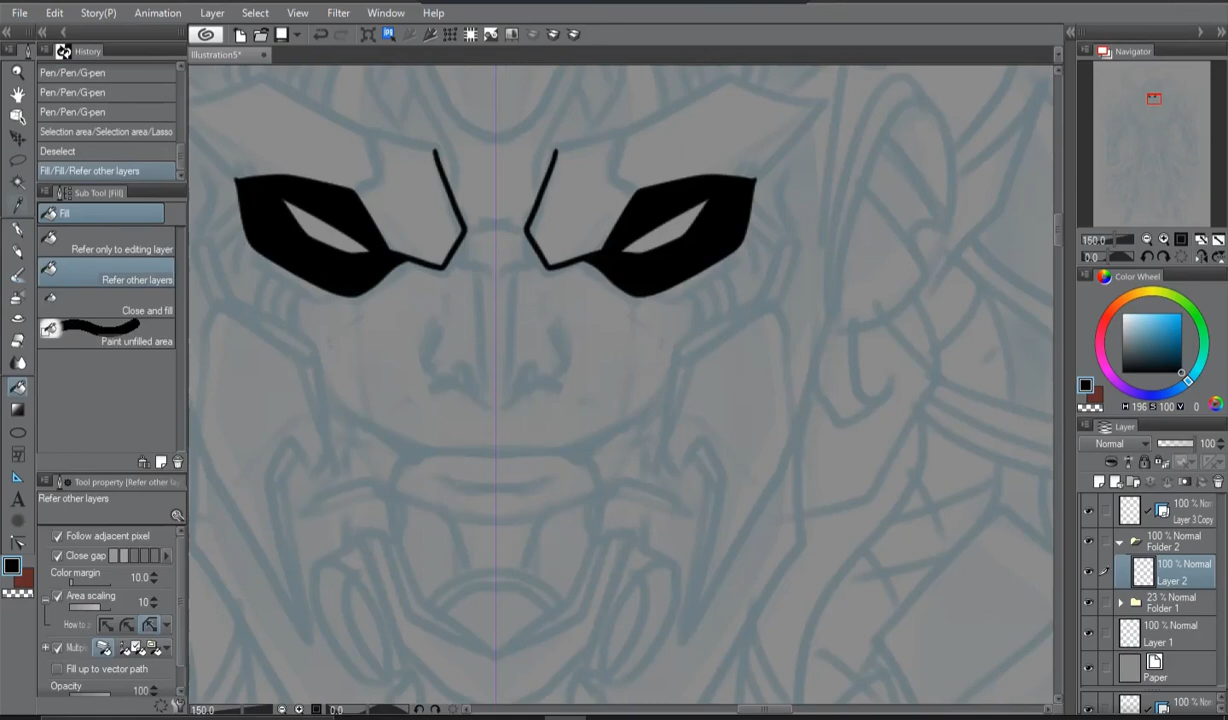 File Edit Story(P) Animation Layer Select View Filter Window Help
History
Illustration5*
Navigator
Pen/Pen/G-pen
Pen/Pen/G-pen
Pen/Pen/G-pen
Selection area/Selection area/Lasso
Deselect
Fill/Fill/Refer other layers
Sub Tool [Fill]
Fill
Refer only to editing layer
Refer other layers
Close and fill
Paint unfilled area
Tool property [Refer other la
Refer other layers
Follow adjacent pixel
Close gap
Color margin
10.0
Area scaling
10
How to
Multip
Fill up to vector path
Opacity
100
150.0 0.0
150.0
0.0
Color Wheel
H 196 S 100 V 0
Layer
Normal 100
100 % Nor
Layer 3 Copy
100 % Normal
Folder 2
100 % Normal
Layer 2
23 % Normal
Folder 1
100 % Normal
Layer 1
Paper
100 % Nor
A